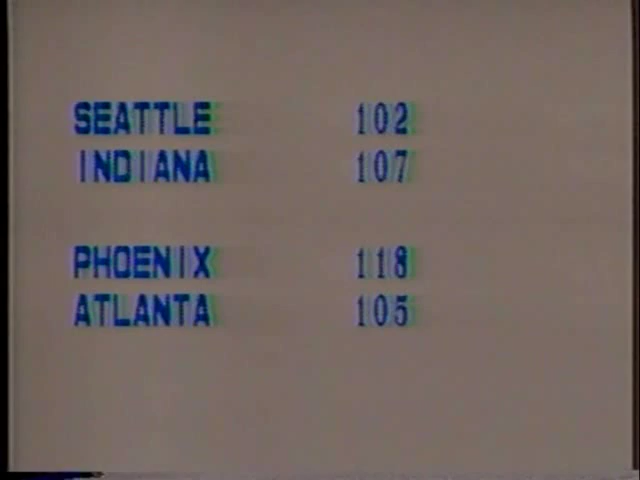 SEATTLE 102
INDIANA 107
PHOENIX 118
ATLANTA 105